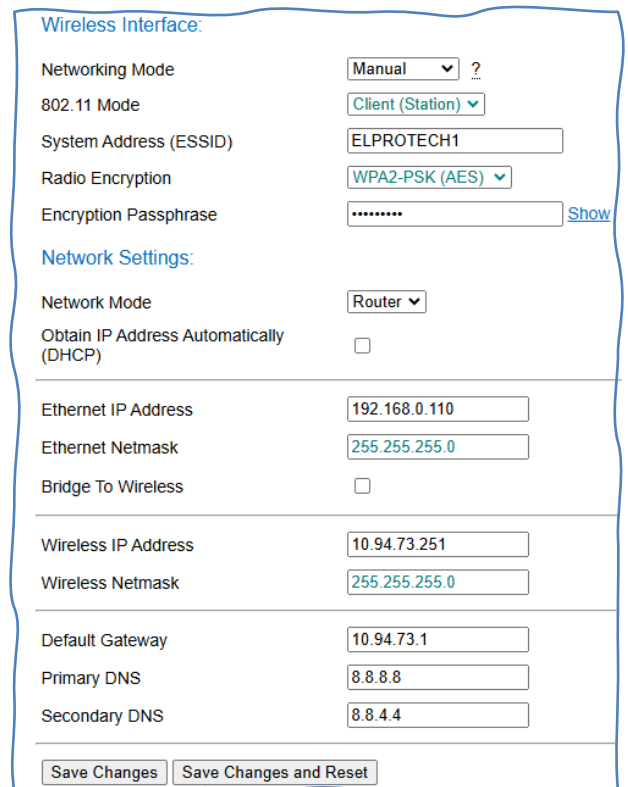 Wireless Interface:
Networking Mode Manual ?
802.11 Mode Client (Station)
System Address (ESSID) ELPROTECH1
Radio Encryption WPA2-PSK (AES)
Encryption Passphrase ••••••••• Show
Network Settings:
Network Mode Router
Obtain IP Address Automatically
(DHCP)
Ethernet IP Address 192.168.0.110
Ethernet Netmask 255.255.255.0
Bridge To Wireless
Wireless IP Address 10.94.73.251
Wireless Netmask 255.255.255.0
Default Gateway 10.94.73.1
Primary DNS 8.8.8.8
Secondary DNS 8.8.4.4
Save Changes Save Changes and Reset